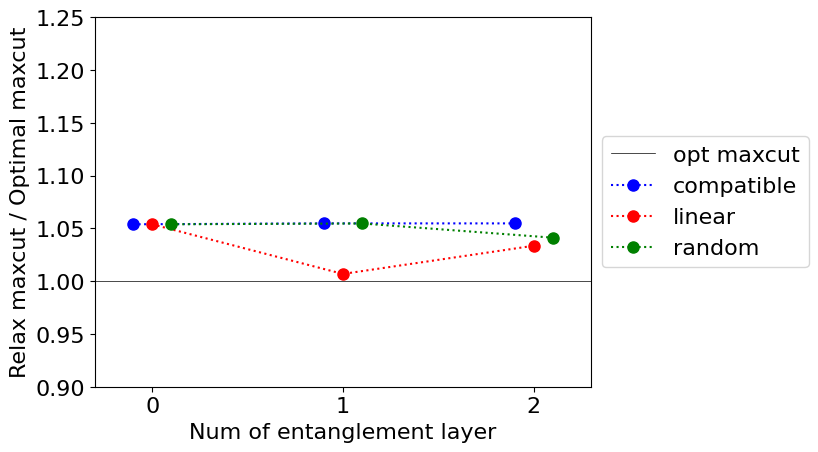 1.25
1.20
1.15
1.10
1.05
1.00
0.95
0.90
Relax maxcut / Optimal maxcut
0 1 2
Num of entanglement layer
opt maxcut
compatible
linear
random